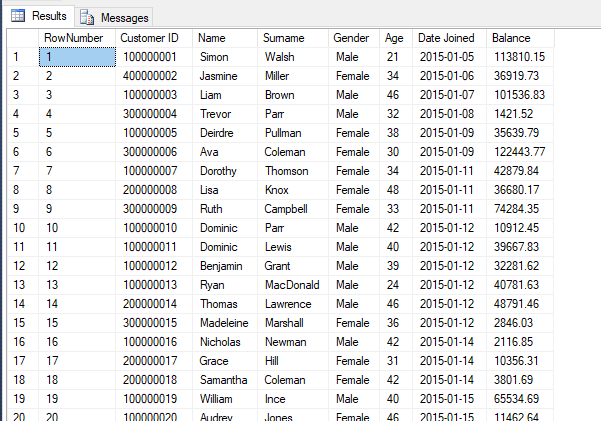 Results Messages
RowNumber Customer ID Name Surname Gender Age Date Joined Balance
1 1 100000001 Simon Walsh Male 21 2015-01-05 113810.15
2 2 400000002 Jasmine Miller Female 34 2015-01-06 36919.73
3 3 100000003 Liam Brown Male 46 2015-01-07 101536.83
4 4 300000004 Trevor Parr Male 32 2015-01-08 1421.52
5 5 100000005 Deirdre Pullman Female 38 2015-01-09 35639.79
6 6 300000006 Ava Coleman Female 30 2015-01-09 122443.77
7 7 100000007 Dorothy Thomson Female 34 2015-01-11 42879.84
8 8 200000008 Lisa Knox Female 48 2015-01-11 36680.17
9 9 300000009 Ruth Campbell Female 33 2015-01-11 74284.35
10 10 100000010 Dominic Parr Male 42 2015-01-12 10912.45
11 11 100000011 Dominic Lewis Male 40 2015-01-12 39667.83
12 12 100000012 Benjamin Grant Male 39 2015-01-12 32281.62
13 13 100000013 Ryan MacDonald Male 24 2015-01-12 40781.63
14 14 200000014 Thomas Lawrence Male 46 2015-01-12 48791.46
15 15 300000015 Madeleine Marshall Female 36 2015-01-12 2846.03
16 16 100000016 Nicholas Newman Male 42 2015-01-14 2116.85
17 17 200000017 Grace Hill Female 31 2015-01-14 10356.31
18 18 200000018 Samantha Coleman Female 42 2015-01-14 3801.69
19 19 100000019 William Ince Male 40 2015-01-15 65534.69
20 20 100000020 Audrey Jones Female 46 2015-01-15 11462.64